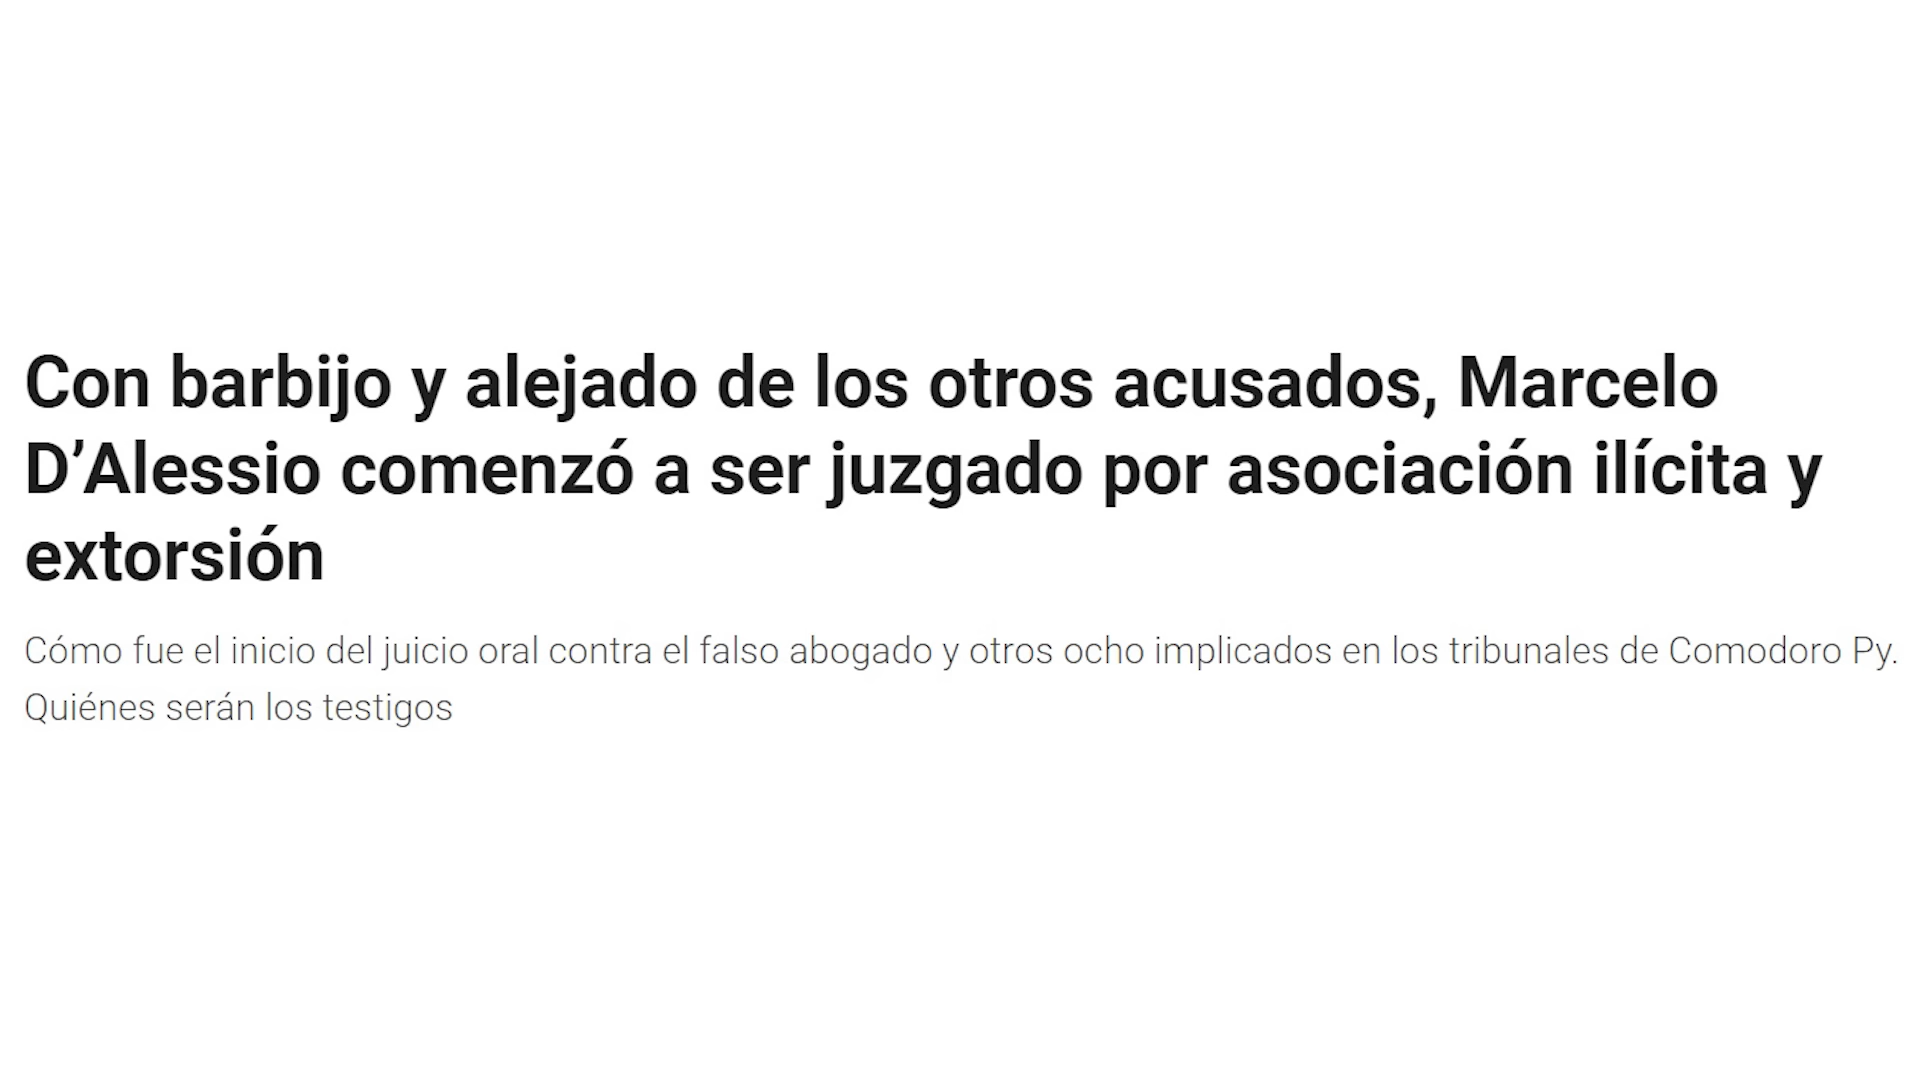 Con barbijo y alejado de los otros acusados, Marcelo
D’Alessio comenzó a ser juzgado por asociación ilícita y
extorsión
Cómo fue el inicio del juicio oral contra el falso abogado y otros ocho implicados en los tribunales de Comodoro Py.
Quiénes serán los testigos